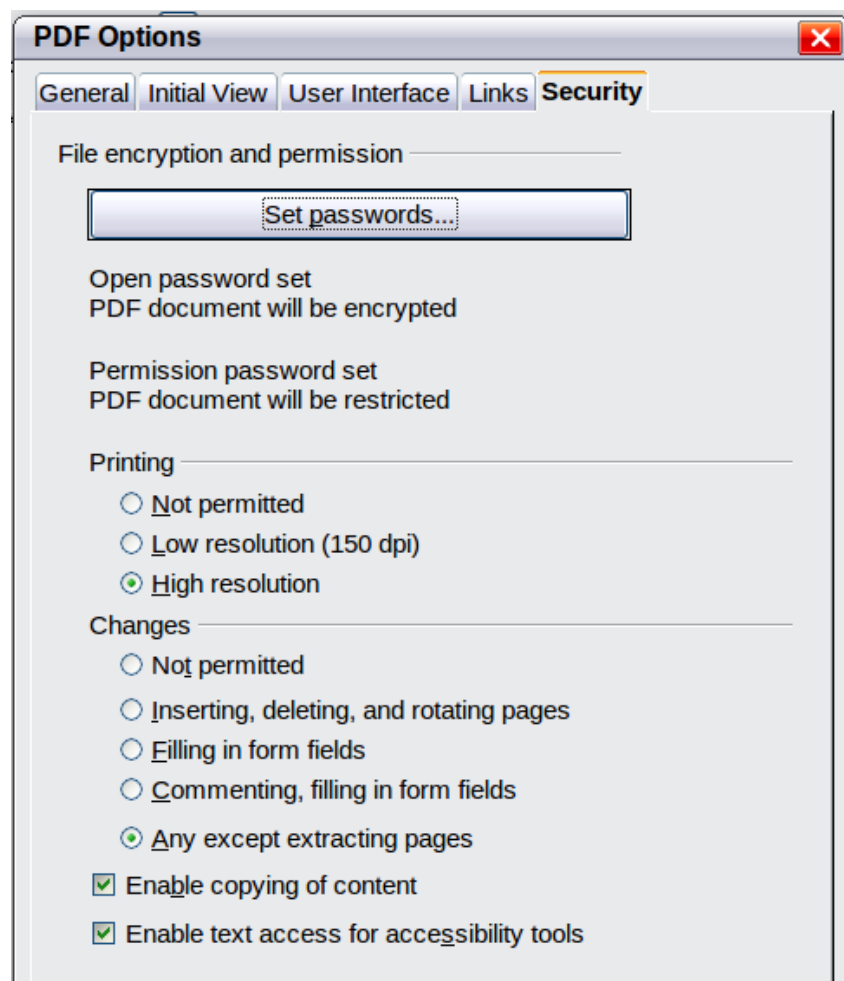 PDF Options
General Initial View User Interface Links Security
File encryption and permission
Set passwords...
Open password set
PDF document will be encrypted
Permission password set
PDF document will be restricted
Printing
Not permitted
Low resolution (150 dpi)
High resolution
Changes
Not permitted
Inserting, deleting, and rotating pages
Filling in form fields
Commenting, filling in form fields
Any except extracting pages
Enable copying of content
Enable text access for accessibility tools